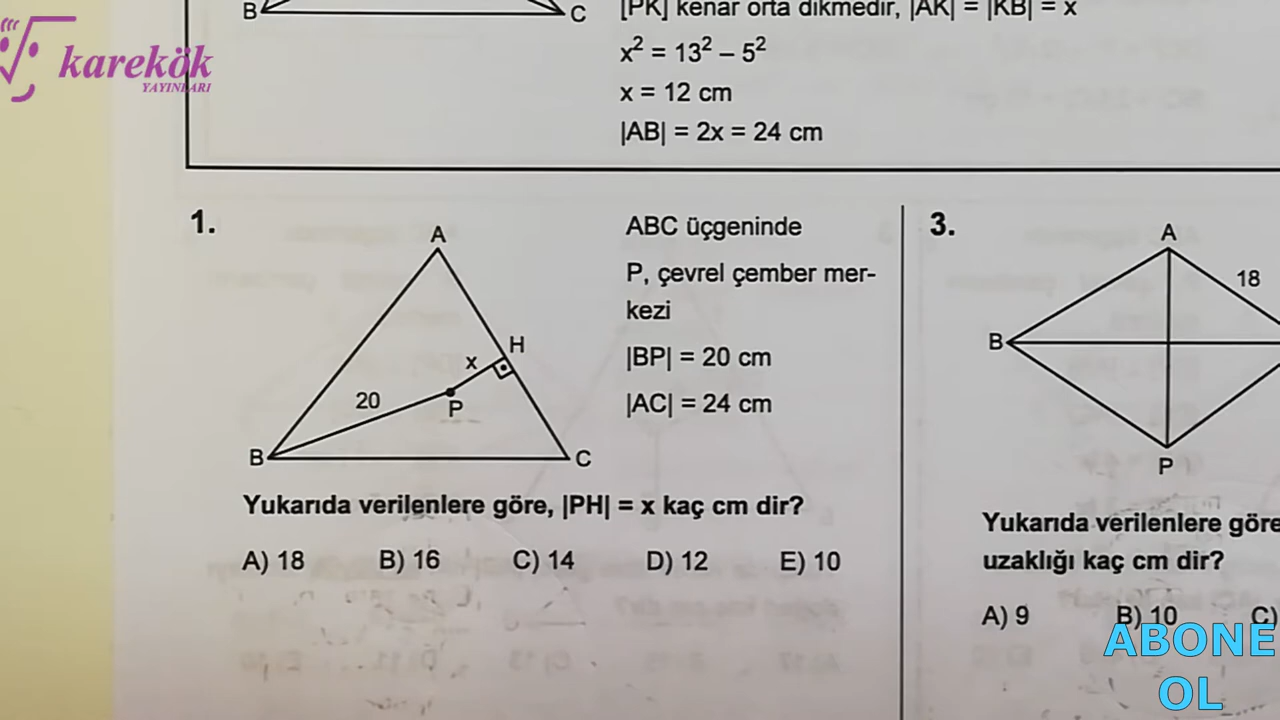 B
C
[PK] kenar orta dikmedir, |AK| = |KB| = x
karekök
YAYINLARI
x² = 13² – 5²
x = 12 cm
|AB| = 2x = 24 cm
1.
A
H
x
20
P
B
C
ABC üçgeninde
P, çevrel çember mer-
kezi
|BP| = 20 cm
|AC| = 24 cm
Yukarıda verilenlere göre, |PH| = x kaç cm dir?
A) 18 B) 16 C) 14 D) 12 E) 10
3.
A
18
B
P
Yukarıda verilenlere göre
uzaklığı kaç cm dir?
A) 9 B) 10 C)
ABONE
OL